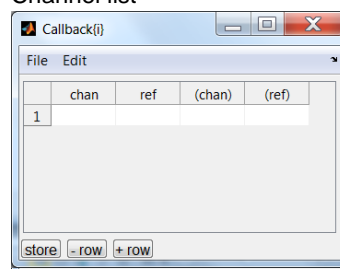 Channel list
Callback{i}
File Edit
chan ref (chan) (ref)
1
store - row + row